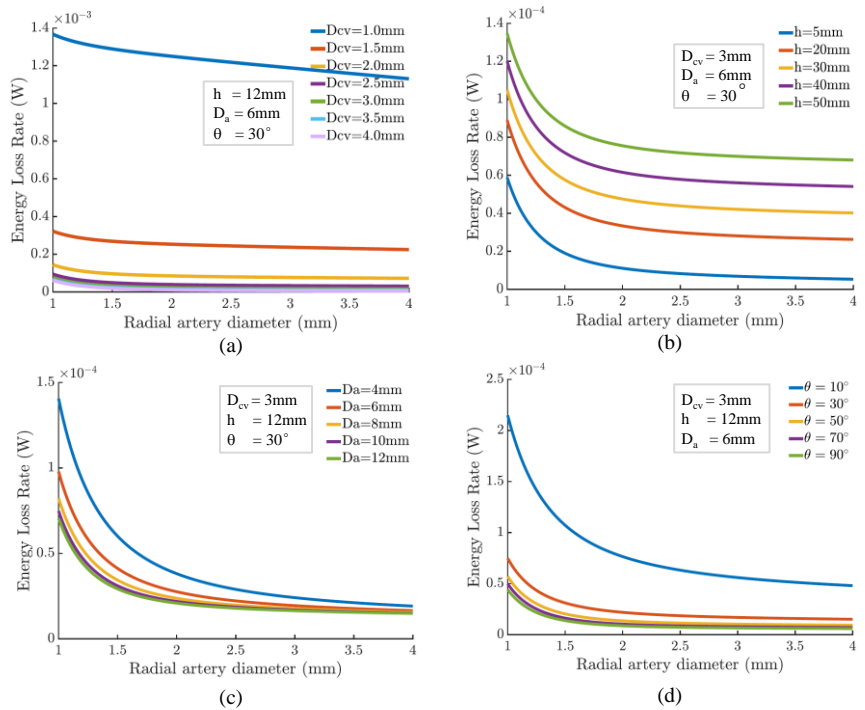 ×10⁻³
1.4
1.2
1
0.8
0.6
0.4
0.2
0
Energy Loss Rate (W)
1
1.5
2
2.5
3
3.5
4
Radial artery diameter (mm)
Dcv=1.0mm
Dcv=1.5mm
Dcv=2.0mm
Dcv=2.5mm
Dcv=3.0mm
Dcv=3.5mm
Dcv=4.0mm
h = 12mm
Dₐ = 6mm
θ = 30°
(a)
×10⁻⁴
1.4
1.2
1
0.8
0.6
0.4
0.2
0
Energy Loss Rate (W)
1
1.5
2
2.5
3
3.5
4
Radial artery diameter (mm)
D_cv = 3mm
D_a = 6mm
θ = 30°
h=5mm
h=20mm
h=30mm
h=40mm
h=50mm
(b)
×10⁻⁴
1.5
1
0.5
0
Energy Loss Rate (W)
1
1.5
2
2.5
3
3.5
4
Radial artery diameter (mm)
D_cv = 3mm
h = 12mm
θ = 30°
Da=4mm
Da=6mm
Da=8mm
Da=10mm
Da=12mm
(c)
×10⁻⁴
2.5
2
1.5
1
0.5
0
Energy Loss Rate (W)
1
1.5
2
2.5
3
3.5
4
Radial artery diameter (mm)
D_cv = 3mm
h = 12mm
D_a = 6mm
θ = 10°
θ = 30°
θ = 50°
θ = 70°
θ = 90°
(d)